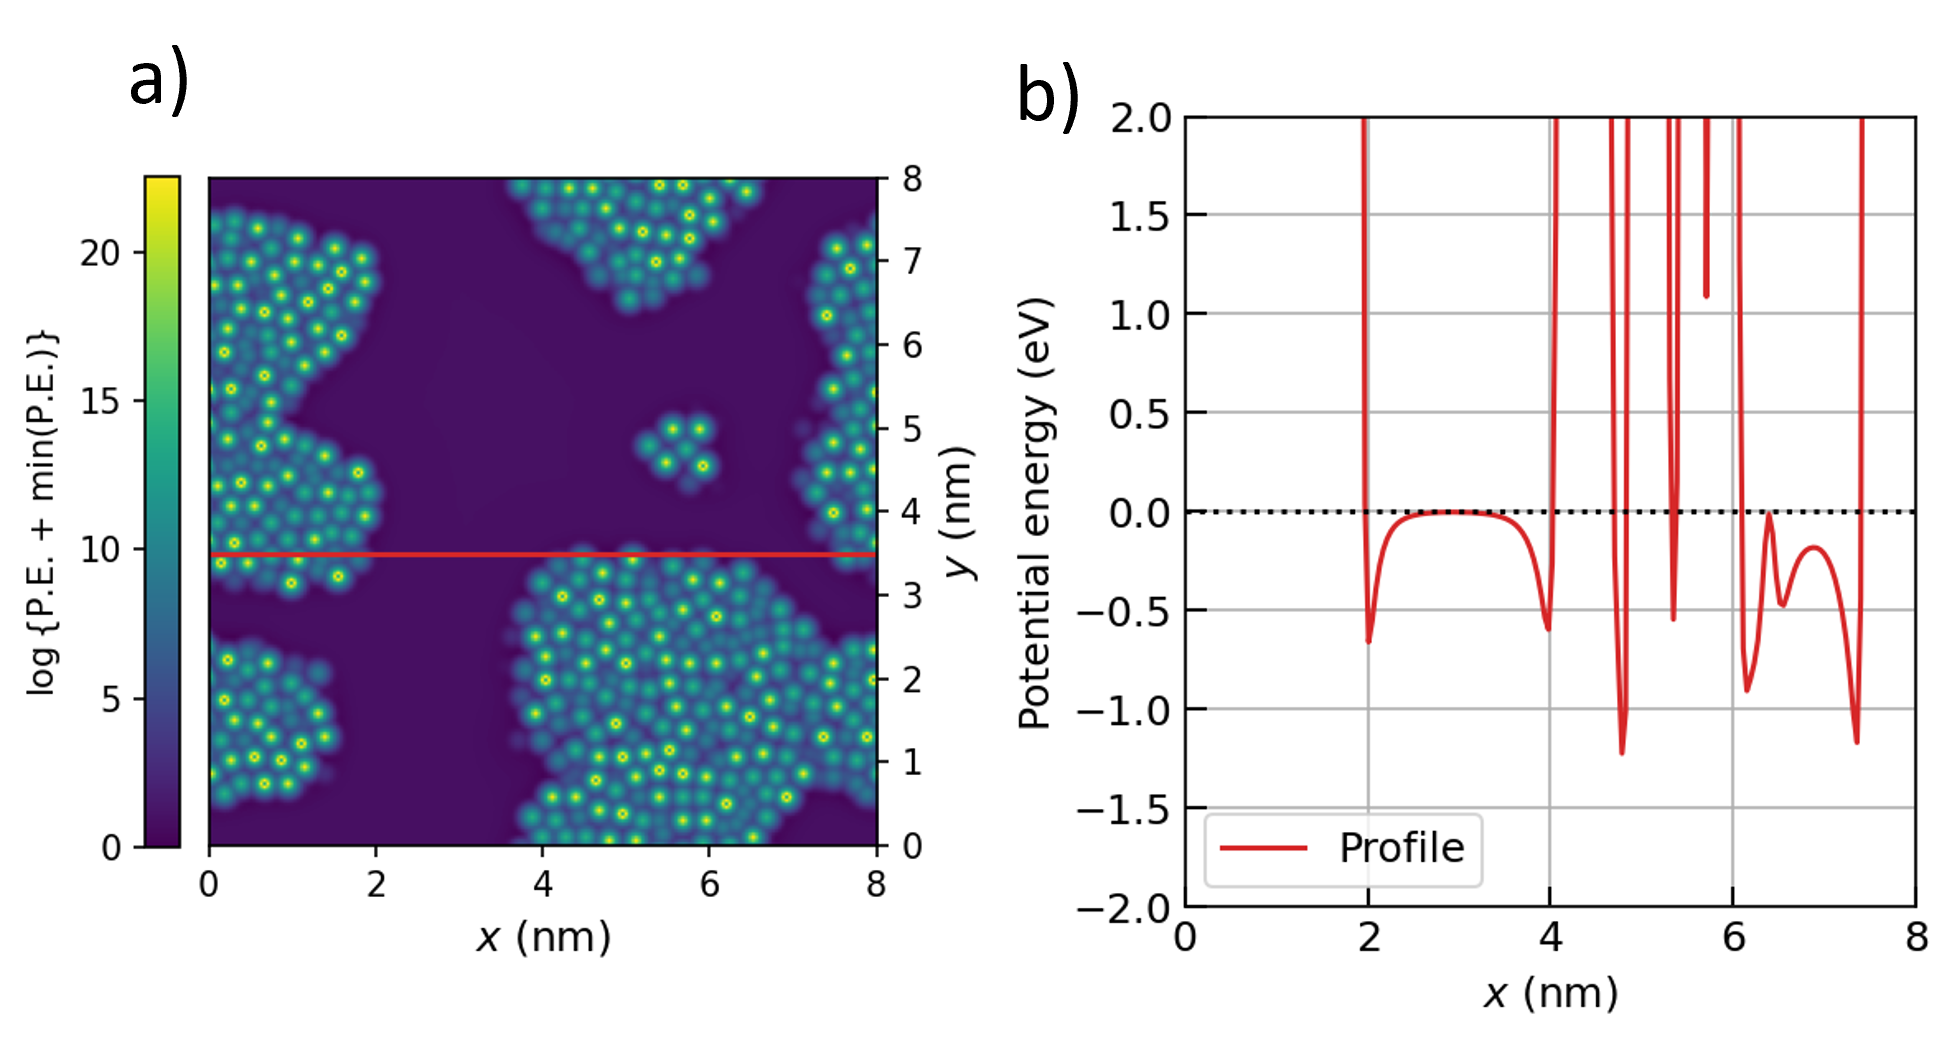 a)
log {P.E. + min(P.E.)}
20
15
10
5
0
8
7
6
5
4
3
2
1
0
y (nm)
0 2 4 6 8
x (nm)
b)
Potential energy (eV)
2.0
1.5
1.0
0.5
0.0
−0.5
−1.0
−1.5
−2.0
Profile
0 2 4 6 8
x (nm)